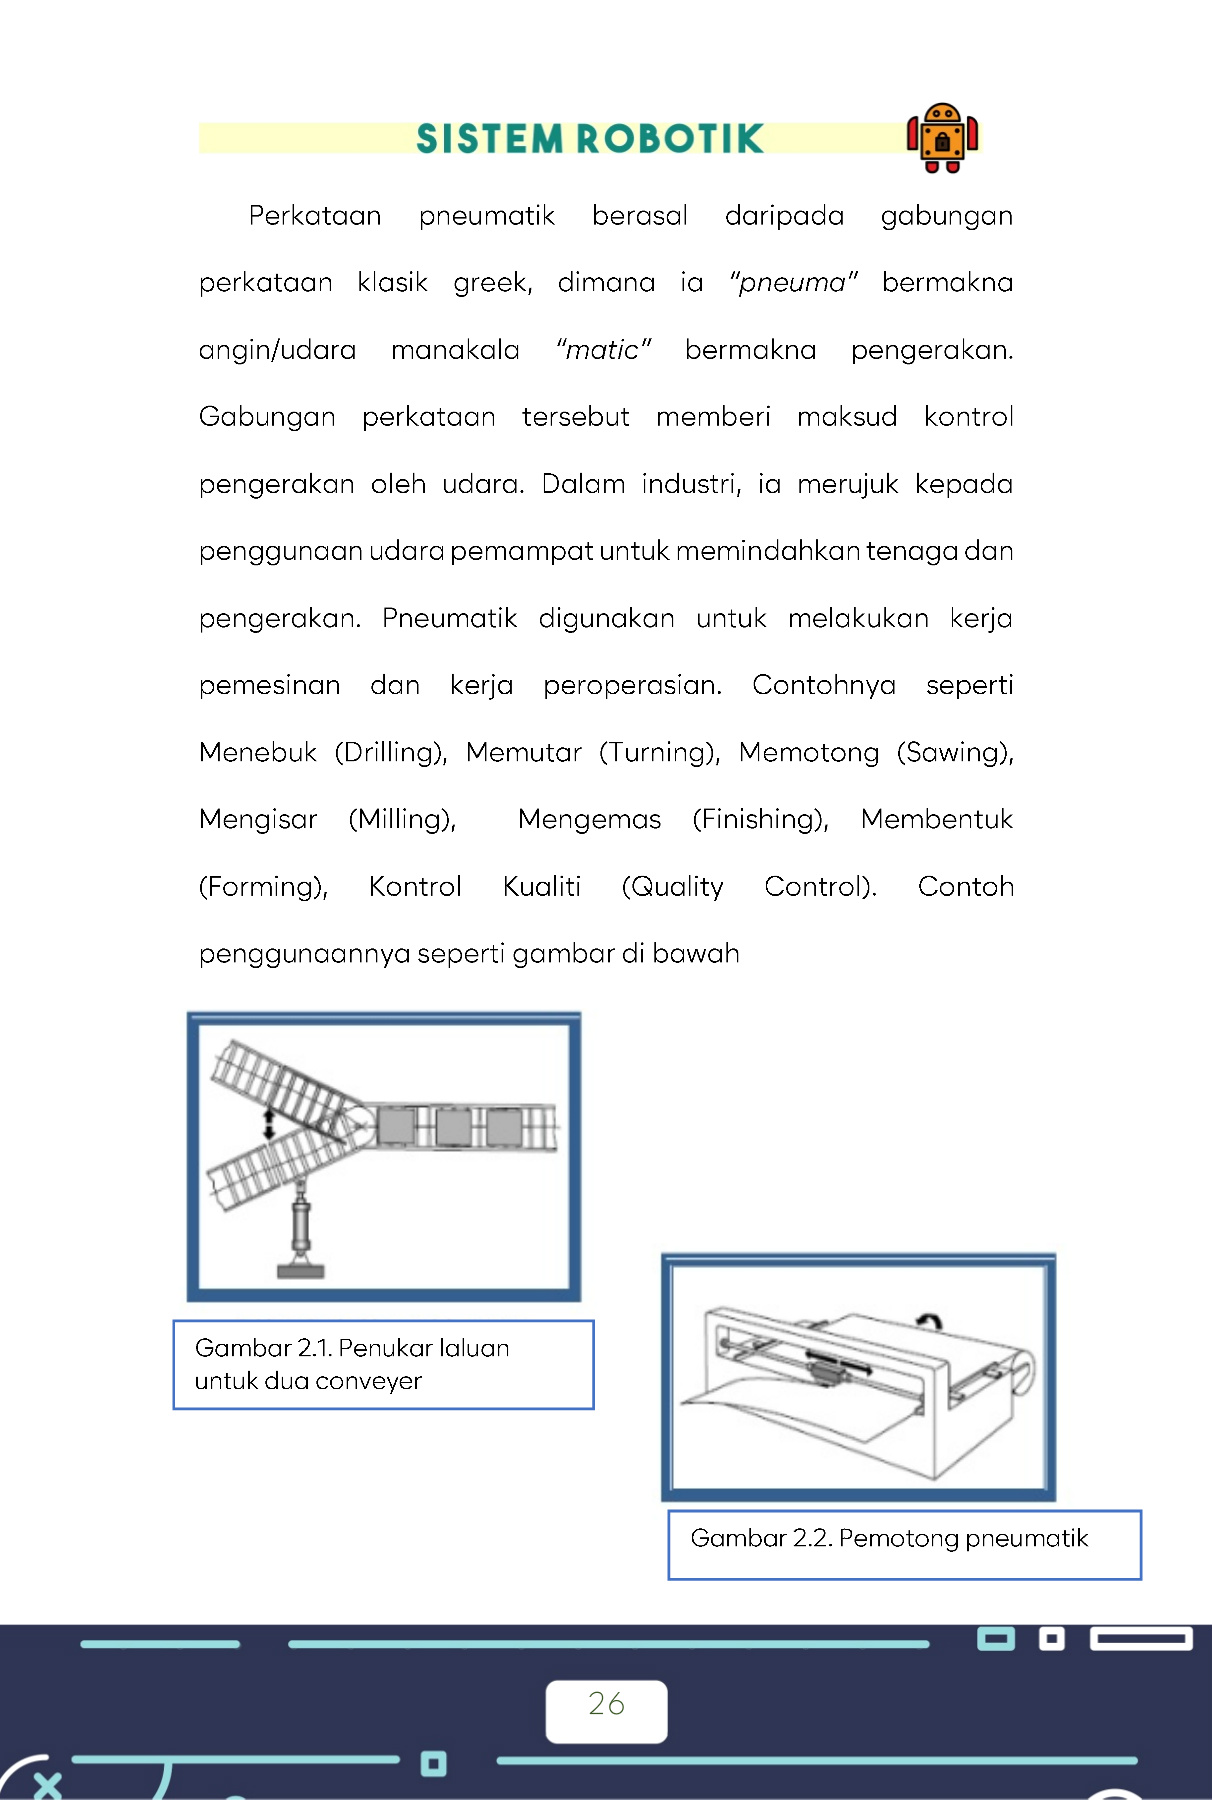 SISTEM ROBOTIK
Perkataan pneumatik berasal daripada gabungan
perkataan klasik greek, dimana ia "pneuma" bermakna
angin/udara manakala "matic" bermakna pengerakan.
Gabungan perkataan tersebut memberi maksud kontrol
pengerakan oleh udara. Dalam industri, ia merujuk kepada
penggunaan udara pemampat untuk memindahkan tenaga dan
pengerakan. Pneumatik digunakan untuk melakukan kerja
pemesinan dan kerja peroperasian. Contohnya seperti
Menebuk (Drilling), Memutar (Turning), Memotong (Sawing),
Mengisar (Milling), Mengemas (Finishing), Membentuk
(Forming), Kontrol Kualiti (Quality Control). Contoh
penggunaannya seperti gambar di bawah
Gambar 2.1. Penukar laluan
untuk dua conveyer
Gambar 2.2. Pemotong pneumatik
26